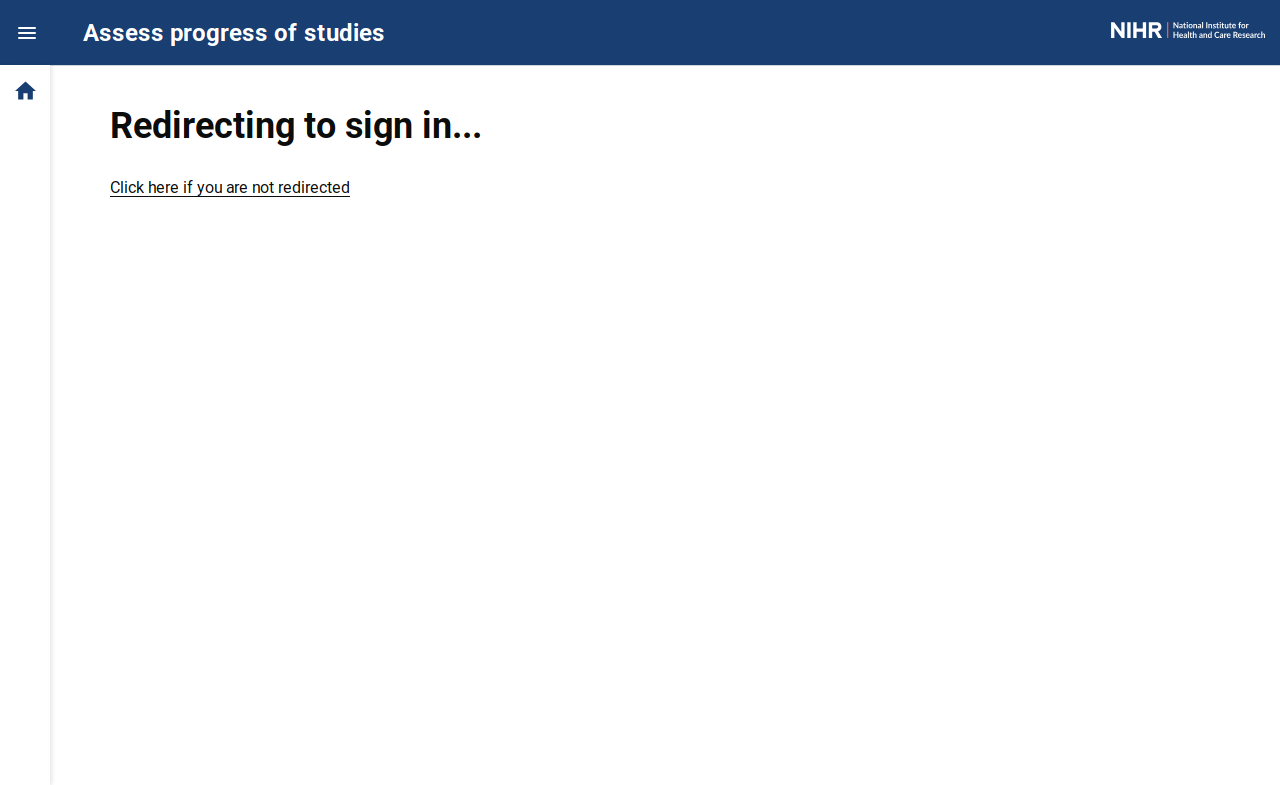 Assess progress of studies
NIHR | National Institute for
Health and Care Research
Redirecting to sign in...
Click here if you are not redirected